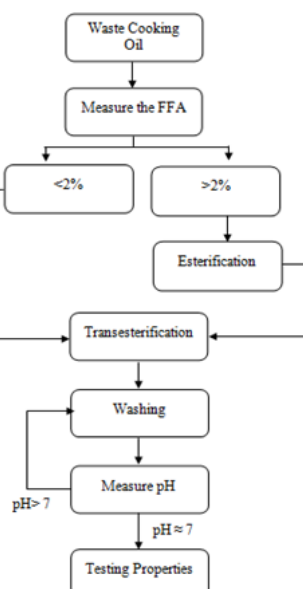 Waste Cooking
Oil
Measure the FFA
<2%
>2%
Esterification
Transesterification
Washing
Measure pH
pH> 7
pH ≈ 7
Testing Properties